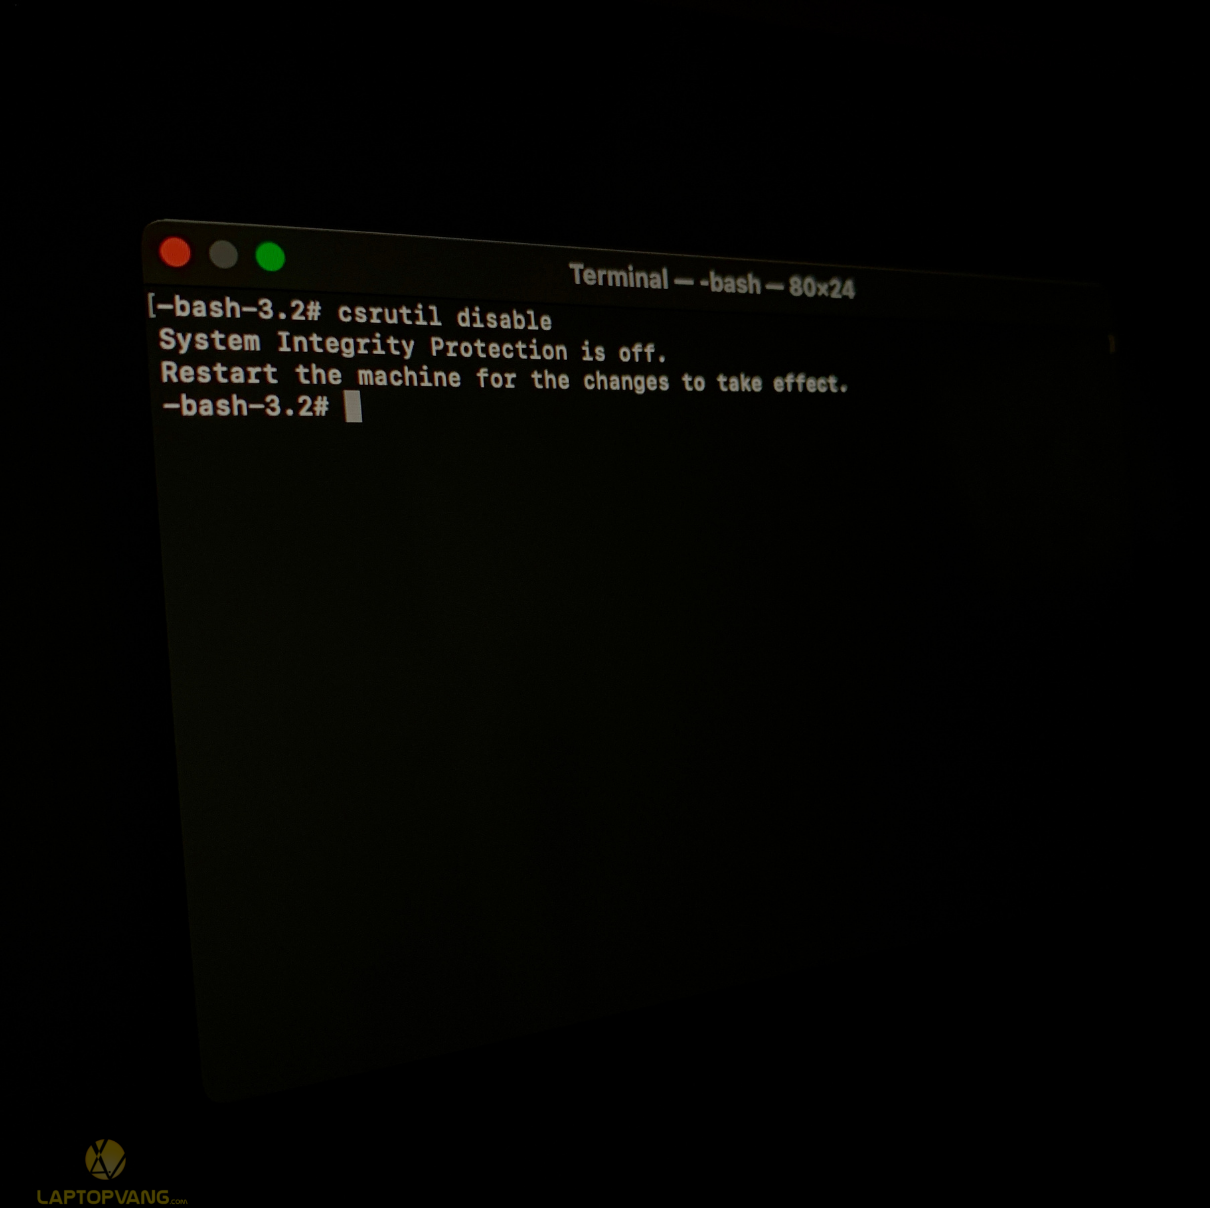 Terminal — -bash — 80×24
[-bash-3.2# csrutil disable ]
System Integrity Protection is off.
Restart the machine for the changes to take effect.
-bash-3.2#
LAPTOPVANG.com